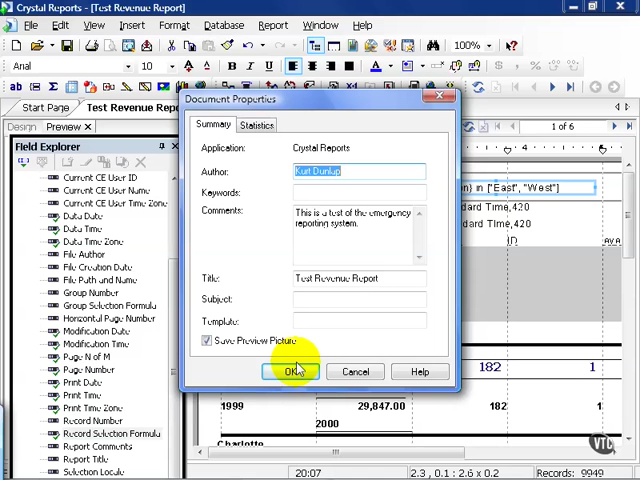 Crystal Reports - [Test Revenue Report]
File Edit View Insert Format Database Report Window Help
100%
Arial 10 B I U
ab
Start Page Test Revenue Repo
Design Preview 1 of 6
Field Explorer
Current CE User ID
Current CE User Name
Current CE User Time Zone
Data Date
Data Time
Data Time Zone
File Author
File Creation Date
File Path and Name
Group Number
Group Selection Formula
Horizontal Page Number
Modification Date
Modification Time
Page N of M
Page Number
Print Date
Print Time
Print Time Zone
Record Number
Record Selection Formula
Report Comments
Report Title
Selection Locale
Document Properties
Summary Statistics
Application: Crystal Reports
Author: Kurt Dunlup
Keywords:
Comments: This is a test of the emergency
reporting system.
Title: Test Revenue Report
Subject:
Template:
Save Preview Picture
OK Cancel Help
} in ["East", "West"]
dard Time,420
ndard Time,420
ID
182 1
1999 29,847.00 182 1
2000
Charlotte
VTC
20:07 2.3 , 0.1 : 2.6 x 0.2 Records: 9949